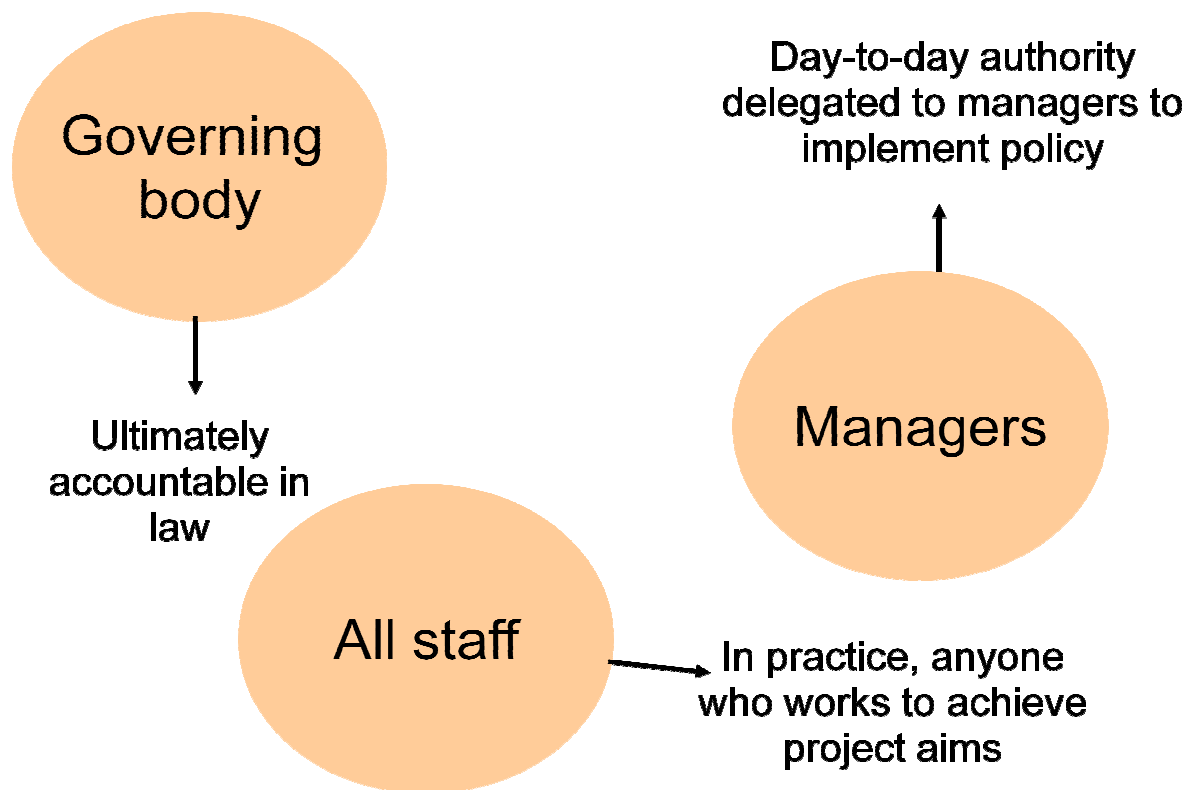 Governing
body
Ultimately
accountable in
law
Day-to-day authority
delegated to managers to
implement policy
Managers
All staff
In practice, anyone
who works to achieve
project aims